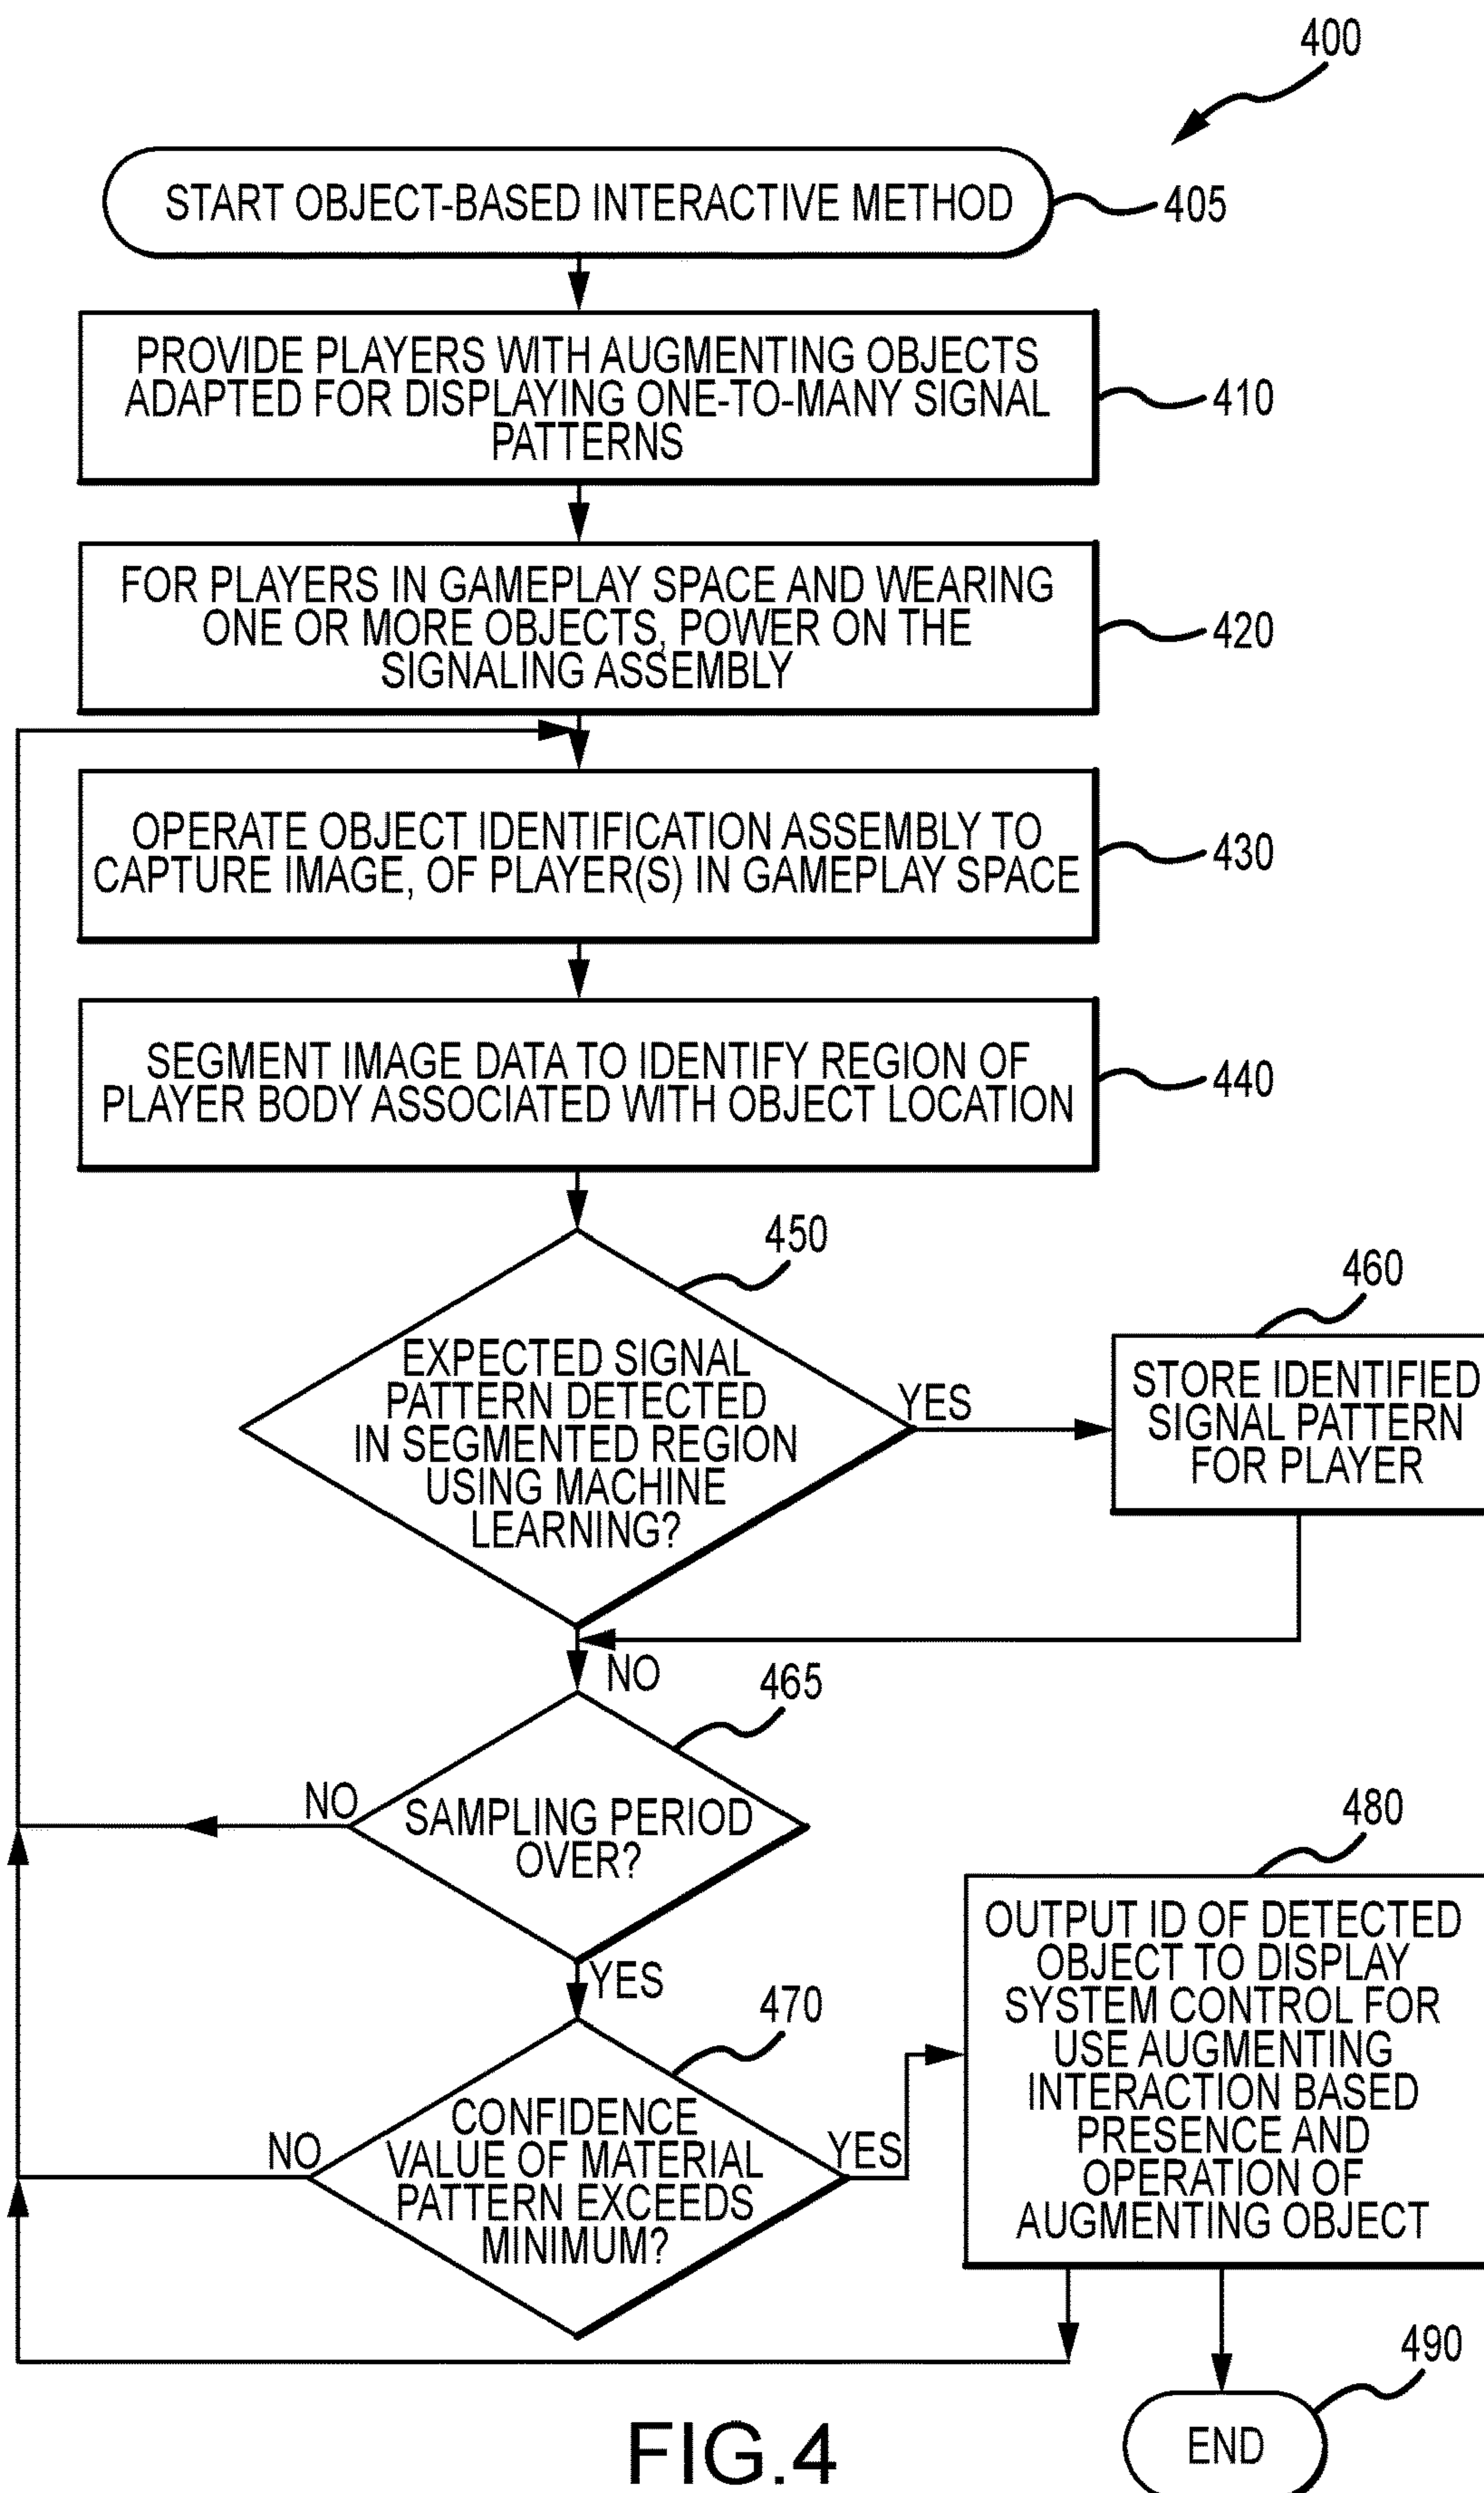 400
START OBJECT-BASED INTERACTIVE METHOD
405
PROVIDE PLAYERS WITH AUGMENTING OBJECTS
ADAPTED FOR DISPLAYING ONE-TO-MANY SIGNAL
PATTERNS
410
FOR PLAYERS IN GAMEPLAY SPACE AND WEARING
ONE OR MORE OBJECTS, POWER ON THE
SIGNALING ASSEMBLY
420
OPERATE OBJECT IDENTIFICATION ASSEMBLY TO
CAPTURE IMAGE, OF PLAYER(S) IN GAMEPLAY SPACE
430
SEGMENT IMAGE DATA TO IDENTIFY REGION OF
PLAYER BODY ASSOCIATED WITH OBJECT LOCATION
440
450
EXPECTED SIGNAL
PATTERN DETECTED
IN SEGMENTED REGION
USING MACHINE
LEARNING?
YES
460
STORE IDENTIFIED
SIGNAL PATTERN
FOR PLAYER
NO
465
SAMPLING PERIOD
OVER?
NO
YES
470
CONFIDENCE
VALUE OF MATERIAL
PATTERN EXCEEDS
MINIMUM?
NO
YES
480
OUTPUT ID OF DETECTED
OBJECT TO DISPLAY
SYSTEM CONTROL FOR
USE AUGMENTING
INTERACTION BASED
PRESENCE AND
OPERATION OF
AUGMENTING OBJECT
490
END
FIG.4